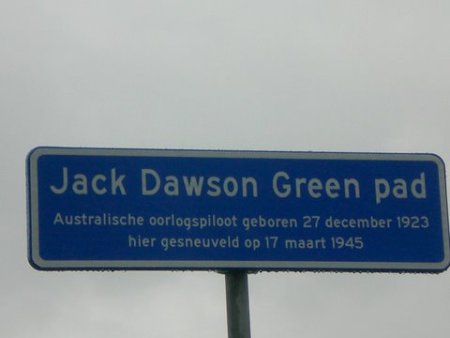 Jack Dawson Green pad
Australische oorlogspiloot geboren 27 december 1923
hier gesneuveld op 17 maart 1945